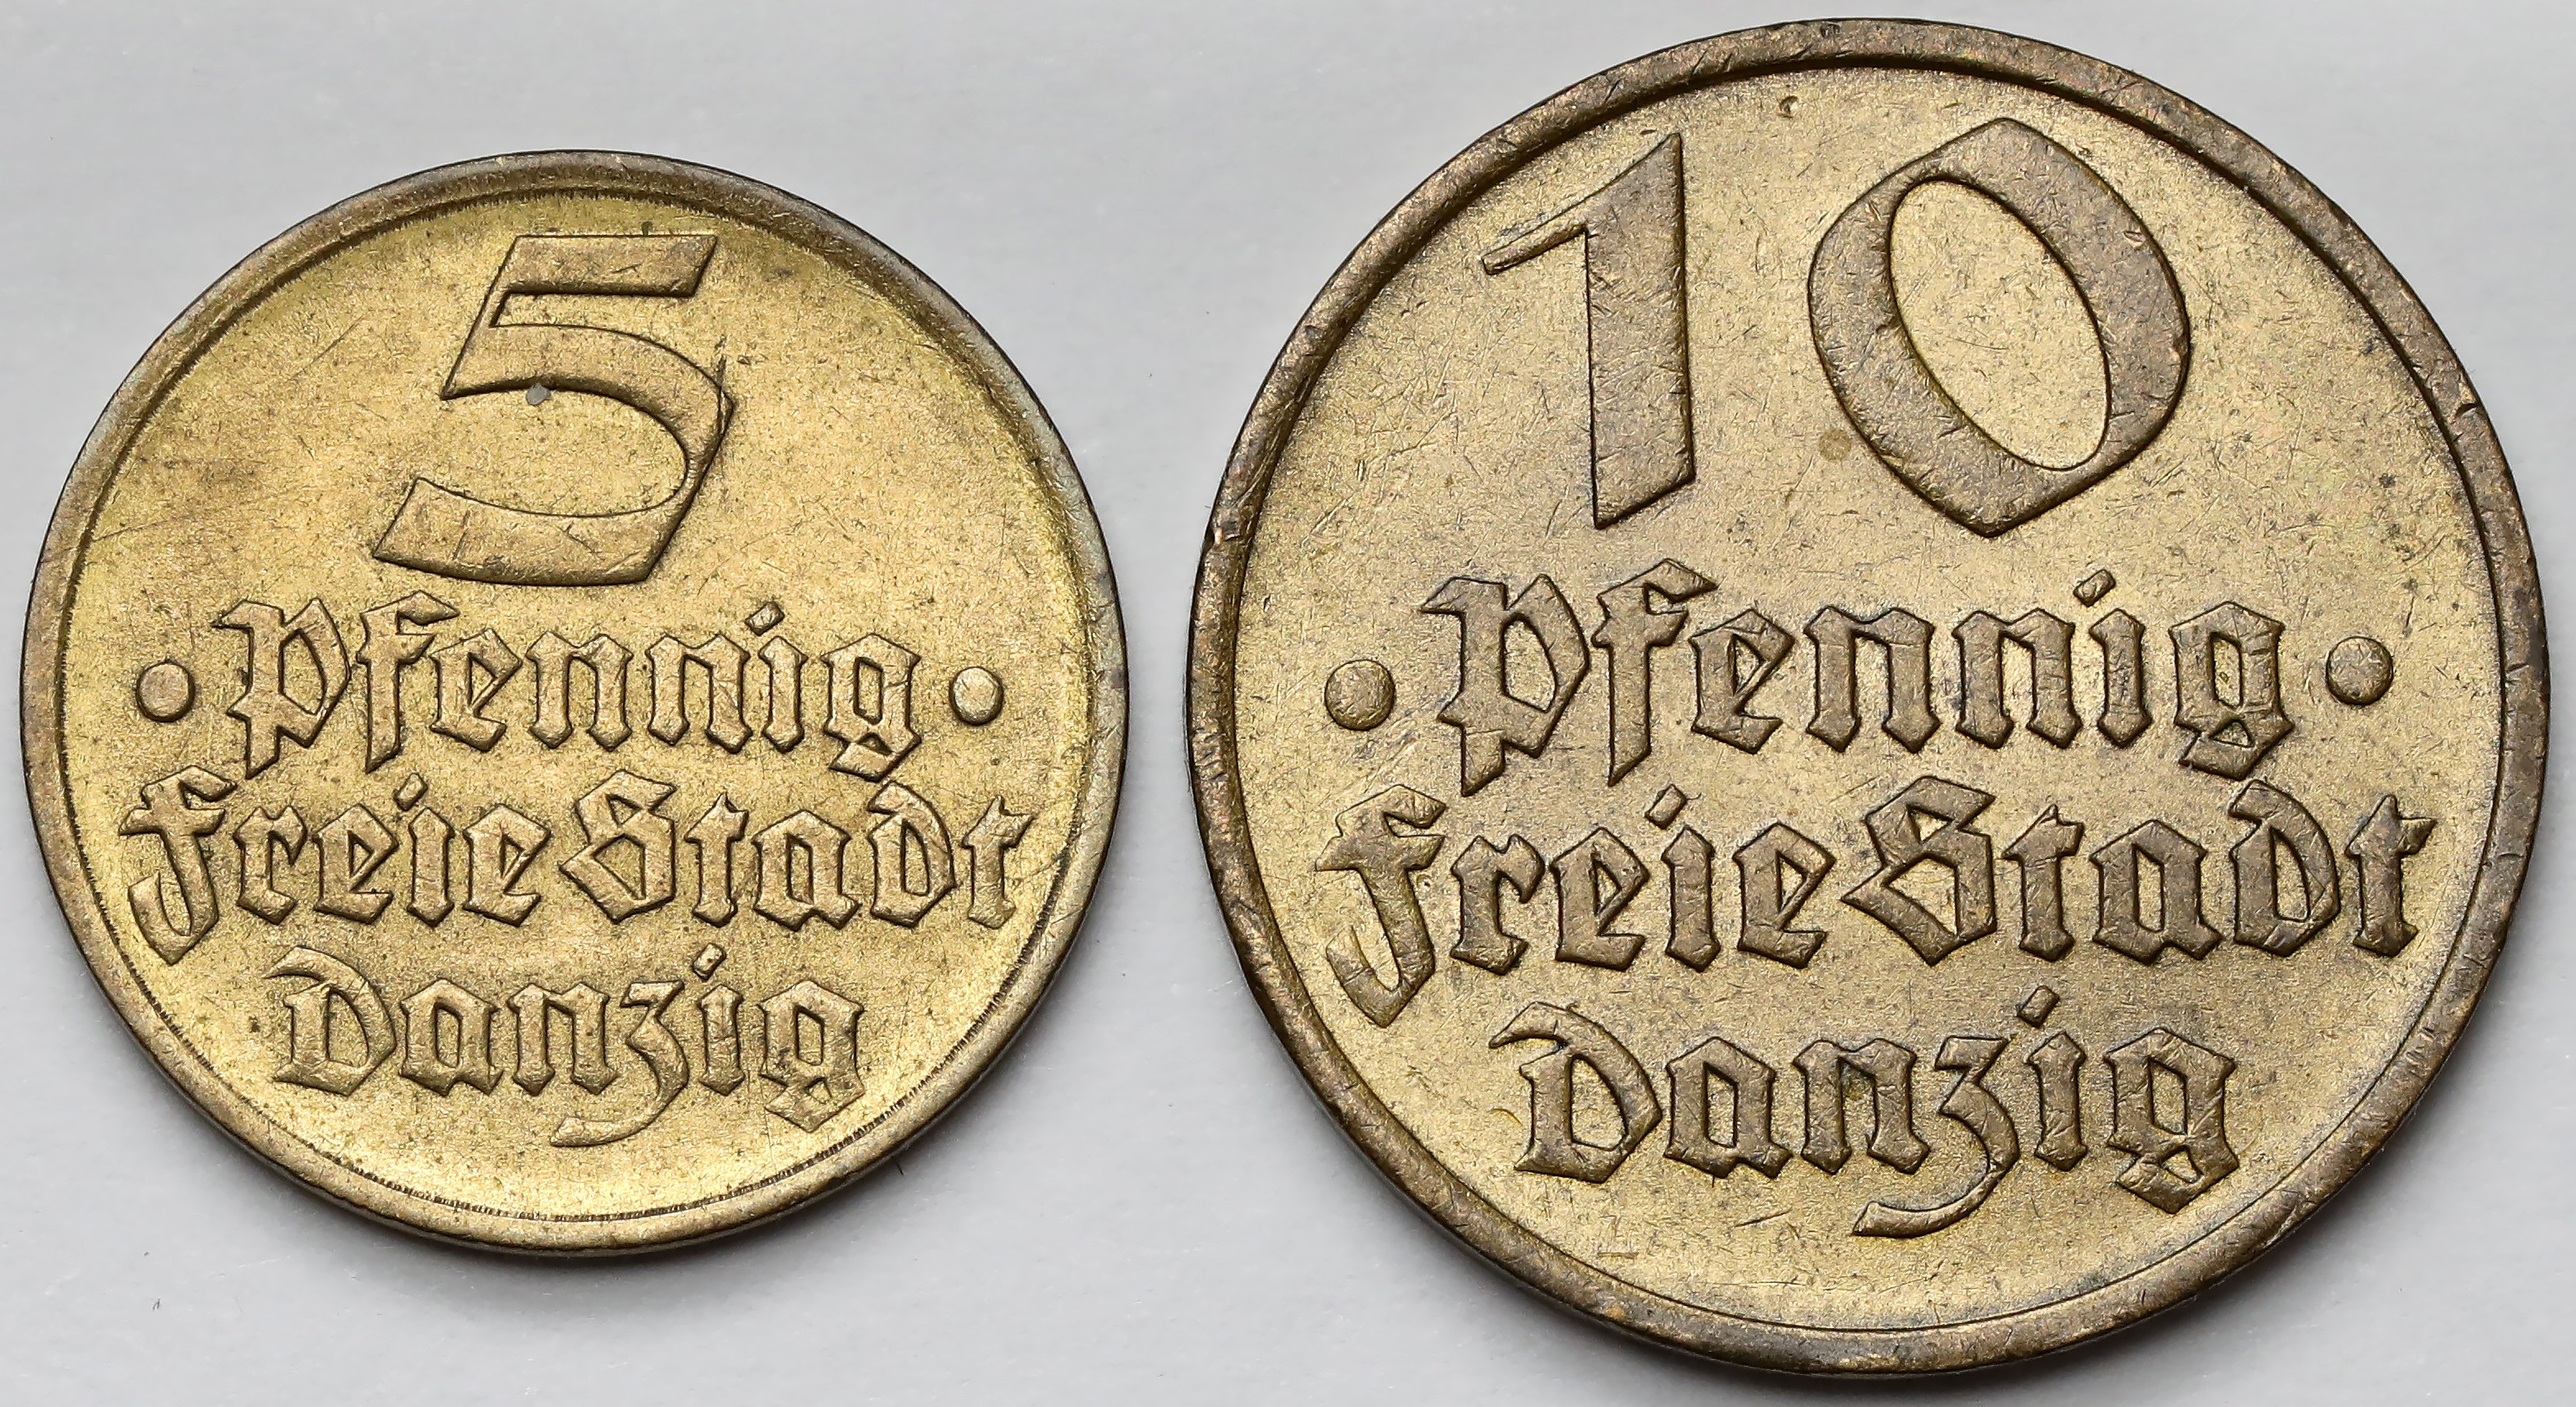 5
· Pfennig ·
Freie Stadt
Danzig
10
· Pfennig ·
Freie Stadt
Danzig